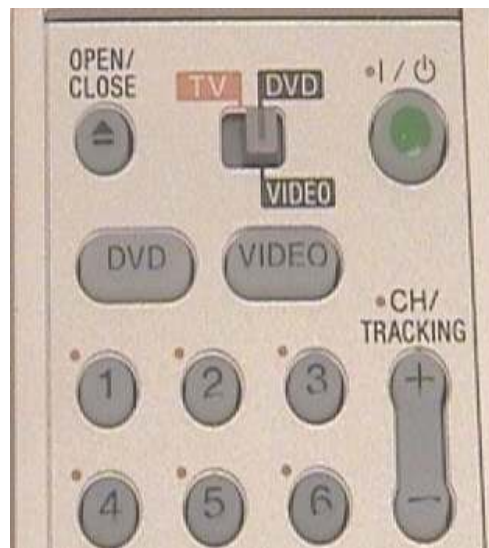 OPEN/
CLOSE
TV DVD
I/⏻
VIDEO
DVD VIDEO
CH/
TRACKING
1 2 3 +
4 5 6 −